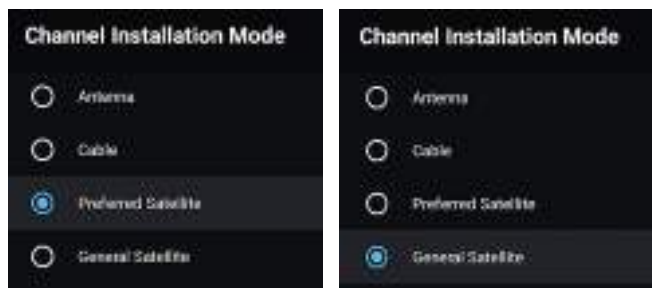 Channel Installation Mode
Antenna
Cable
Preferred Satellite
General Satellite
Channel Installation Mode
Antenna
Cable
Preferred Satellite
General Satellite